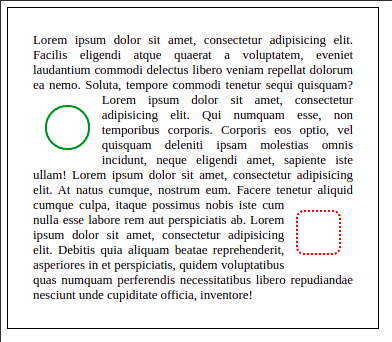 Lorem ipsum dolor sit amet, consectetur adipisicing elit.
Facilis eligendi atque quaerat a voluptatem, eveniet
laudantium commodi delectus libero veniam repellat dolorum
ea nemo. Soluta, tempore commodi tenetur sequi quisquam?
Lorem ipsum dolor sit amet, consectetur
adipisicing elit. Qui numquam esse, non
temporibus corporis. Corporis eos optio, vel
quisquam deleniti ipsam molestias omnis
incidunt, neque eligendi amet, sapiente iste
ullam! Lorem ipsum dolor sit amet, consectetur adipisicing
elit. At natus cumque, nostrum eum. Facere tenetur aliquid
cumque culpa, itaque possimus nobis iste cum
nulla esse labore rem aut perspiciatis ab. Lorem
ipsum dolor sit amet, consectetur adipisicing
elit. Debitis quia aliquam beatae reprehenderit,
asperiores in et perspiciatis, quidem voluptatibus
quas numquam perferendis necessitatibus libero repudiandae
nesciunt unde cupiditate officia, inventore!